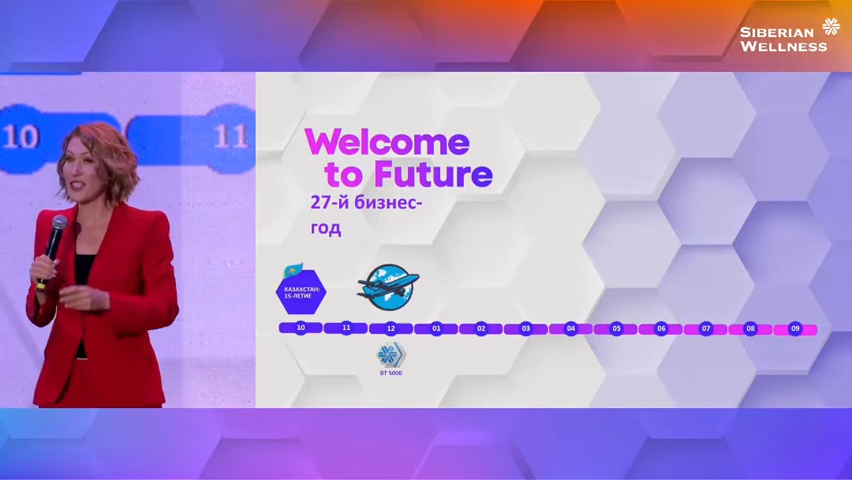 SIBERIAN
WELLNESS
10
11
Welcome
to Future
27-й бизнес-
год
КАЗАХСТАН:
15-ЛЕТИЕ
10 11 12 01 02 03 04 05 06 07 08 09
ВТ 5000